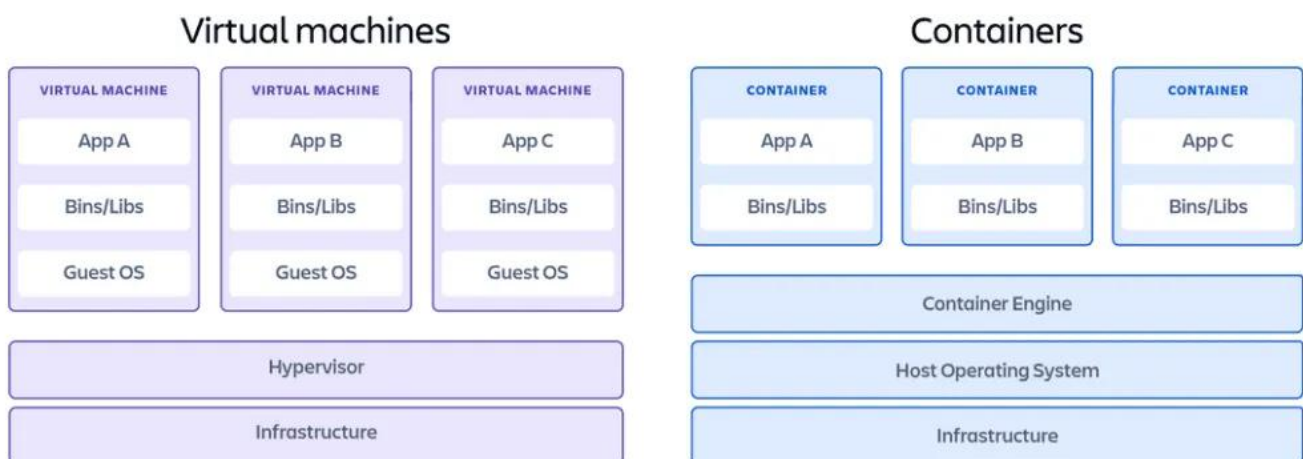 Virtual machines
VIRTUAL MACHINE
App A
Bins/Libs
Guest OS
VIRTUAL MACHINE
App B
Bins/Libs
Guest OS
VIRTUAL MACHINE
App C
Bins/Libs
Guest OS
Hypervisor
Infrastructure
Containers
CONTAINER
App A
Bins/Libs
CONTAINER
App B
Bins/Libs
CONTAINER
App C
Bins/Libs
Container Engine
Host Operating System
Infrastructure